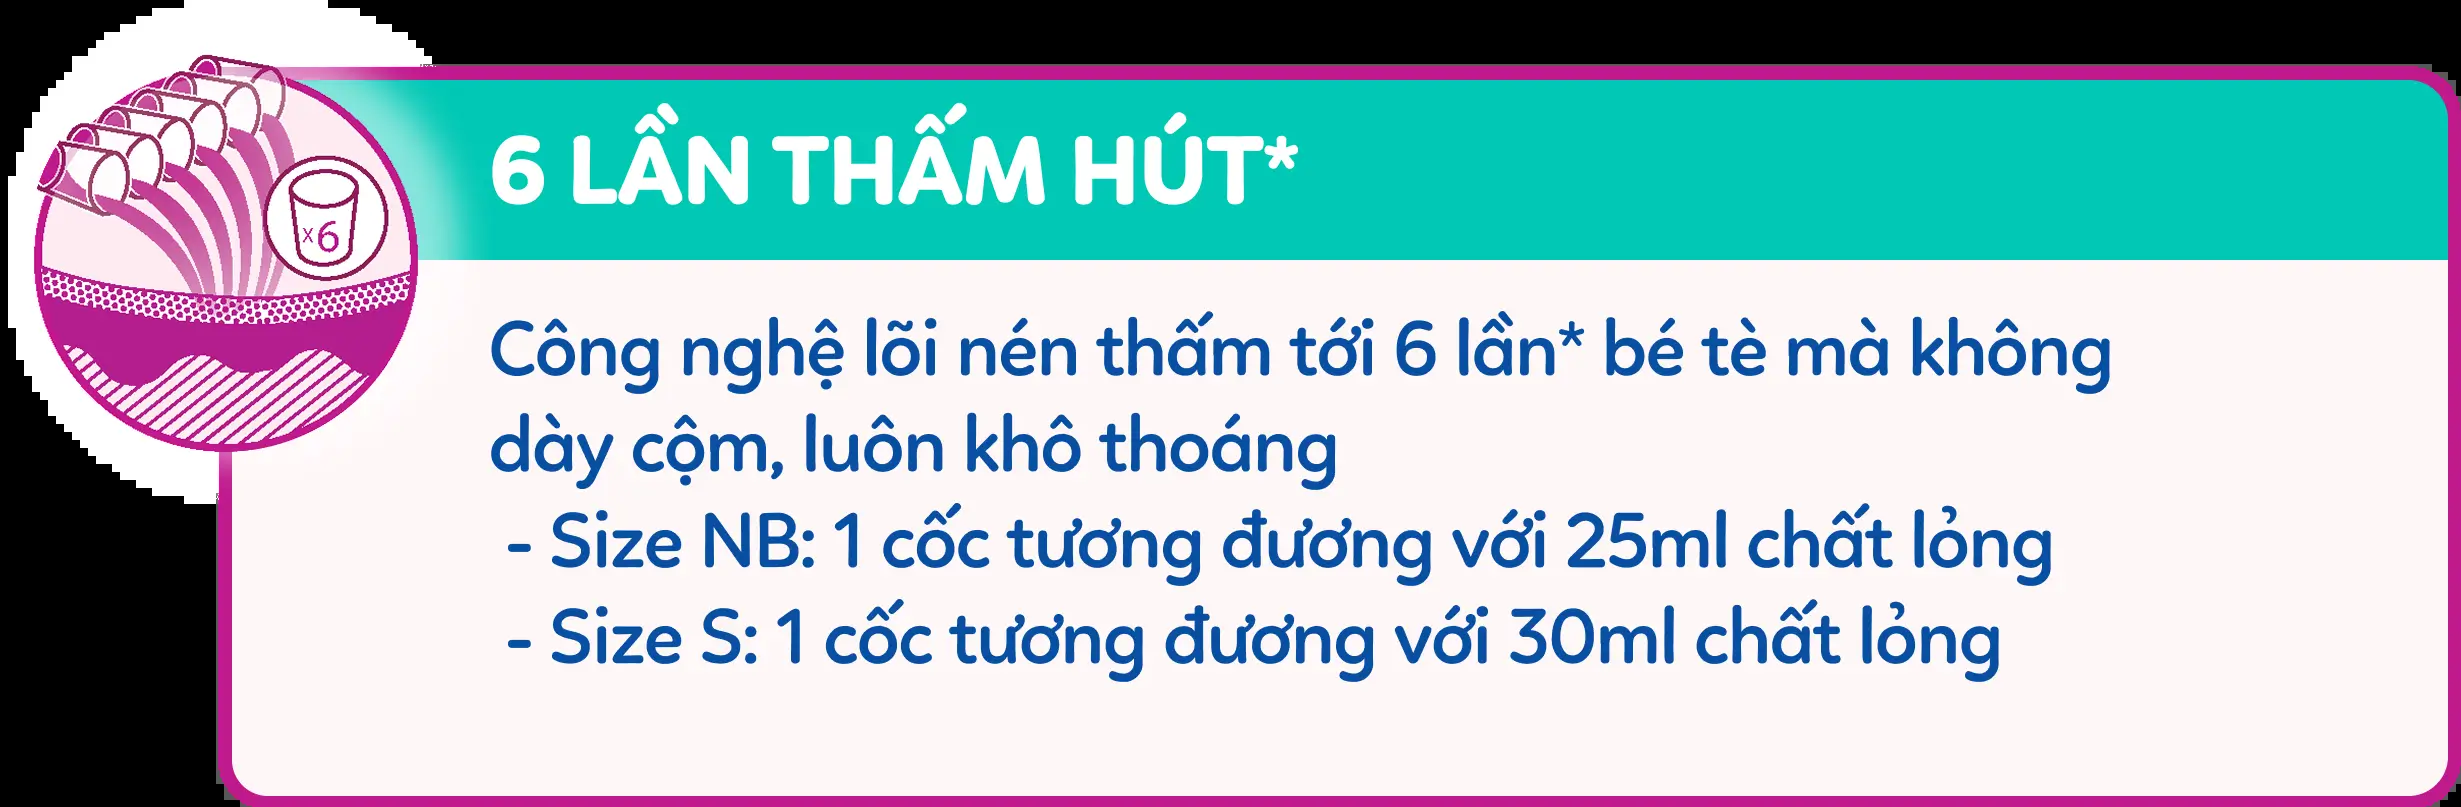 6 LẦN THẤM HÚT*
x6
Công nghệ lõi nén thấm tới 6 lần* bé tè mà không
dày cộm, luôn khô thoáng
- Size NB: 1 cốc tương đương với 25ml chất lỏng
- Size S: 1 cốc tương đương với 30ml chất lỏng